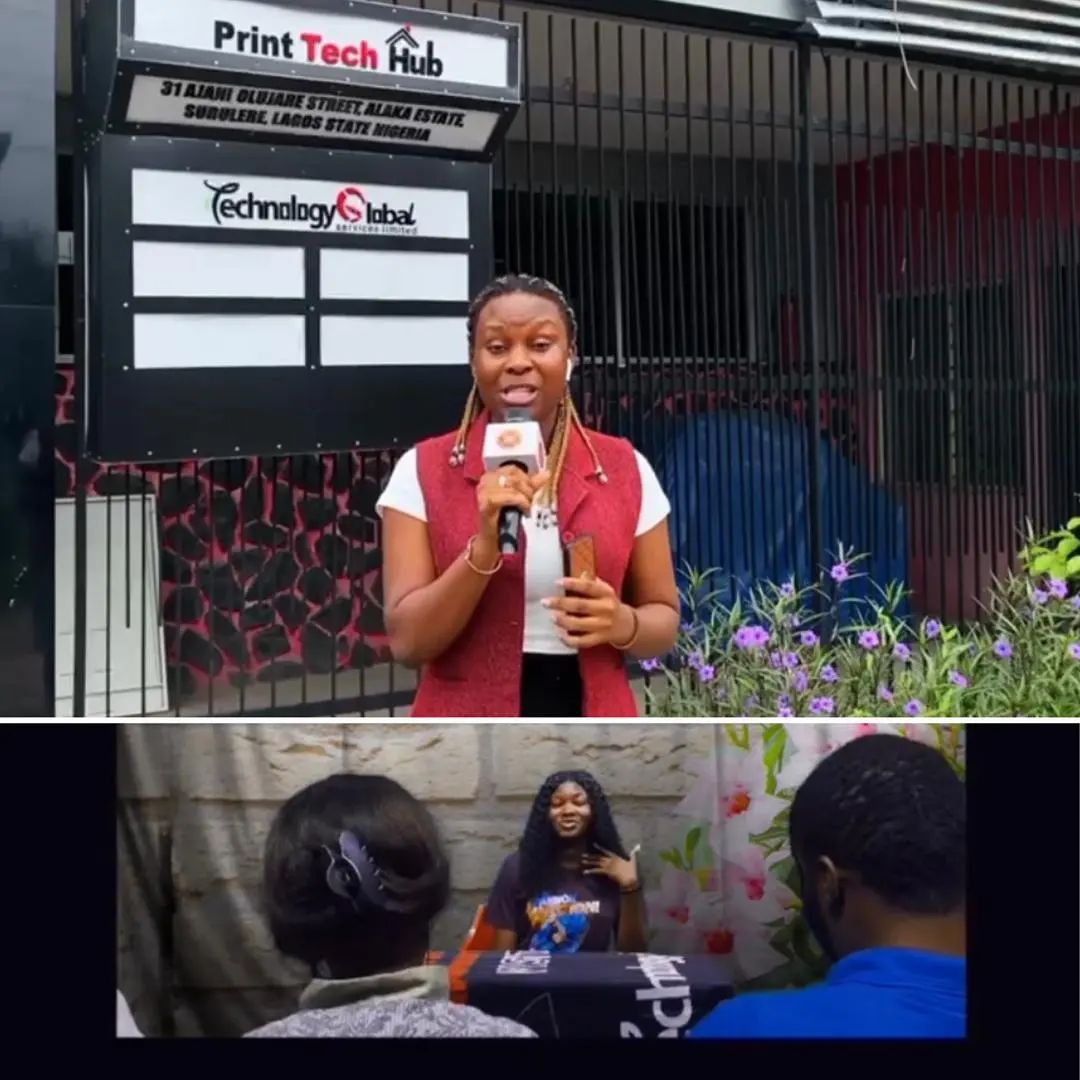 Print Tech Hub
31 AJANI OLUJARE STREET, ALAKA ESTATE,
SURULERE, LAGOS STATE NIGERIA
Technology Global
services limited